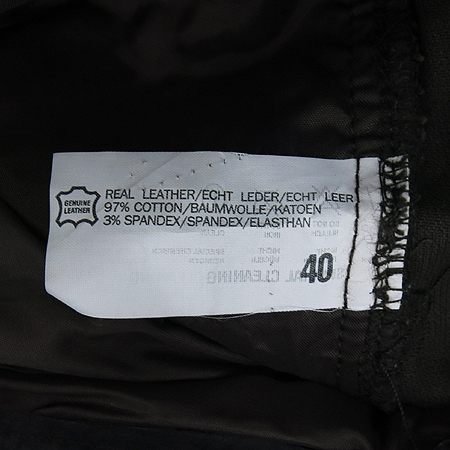 GENUINE
LEATHER
REAL LEATHER/ECHT LEDER/ECHT LEER
97% COTTON/BAUMWOLLE/KATOEN
3% SPANDEX/SPANDEX/ELASTHAN
40